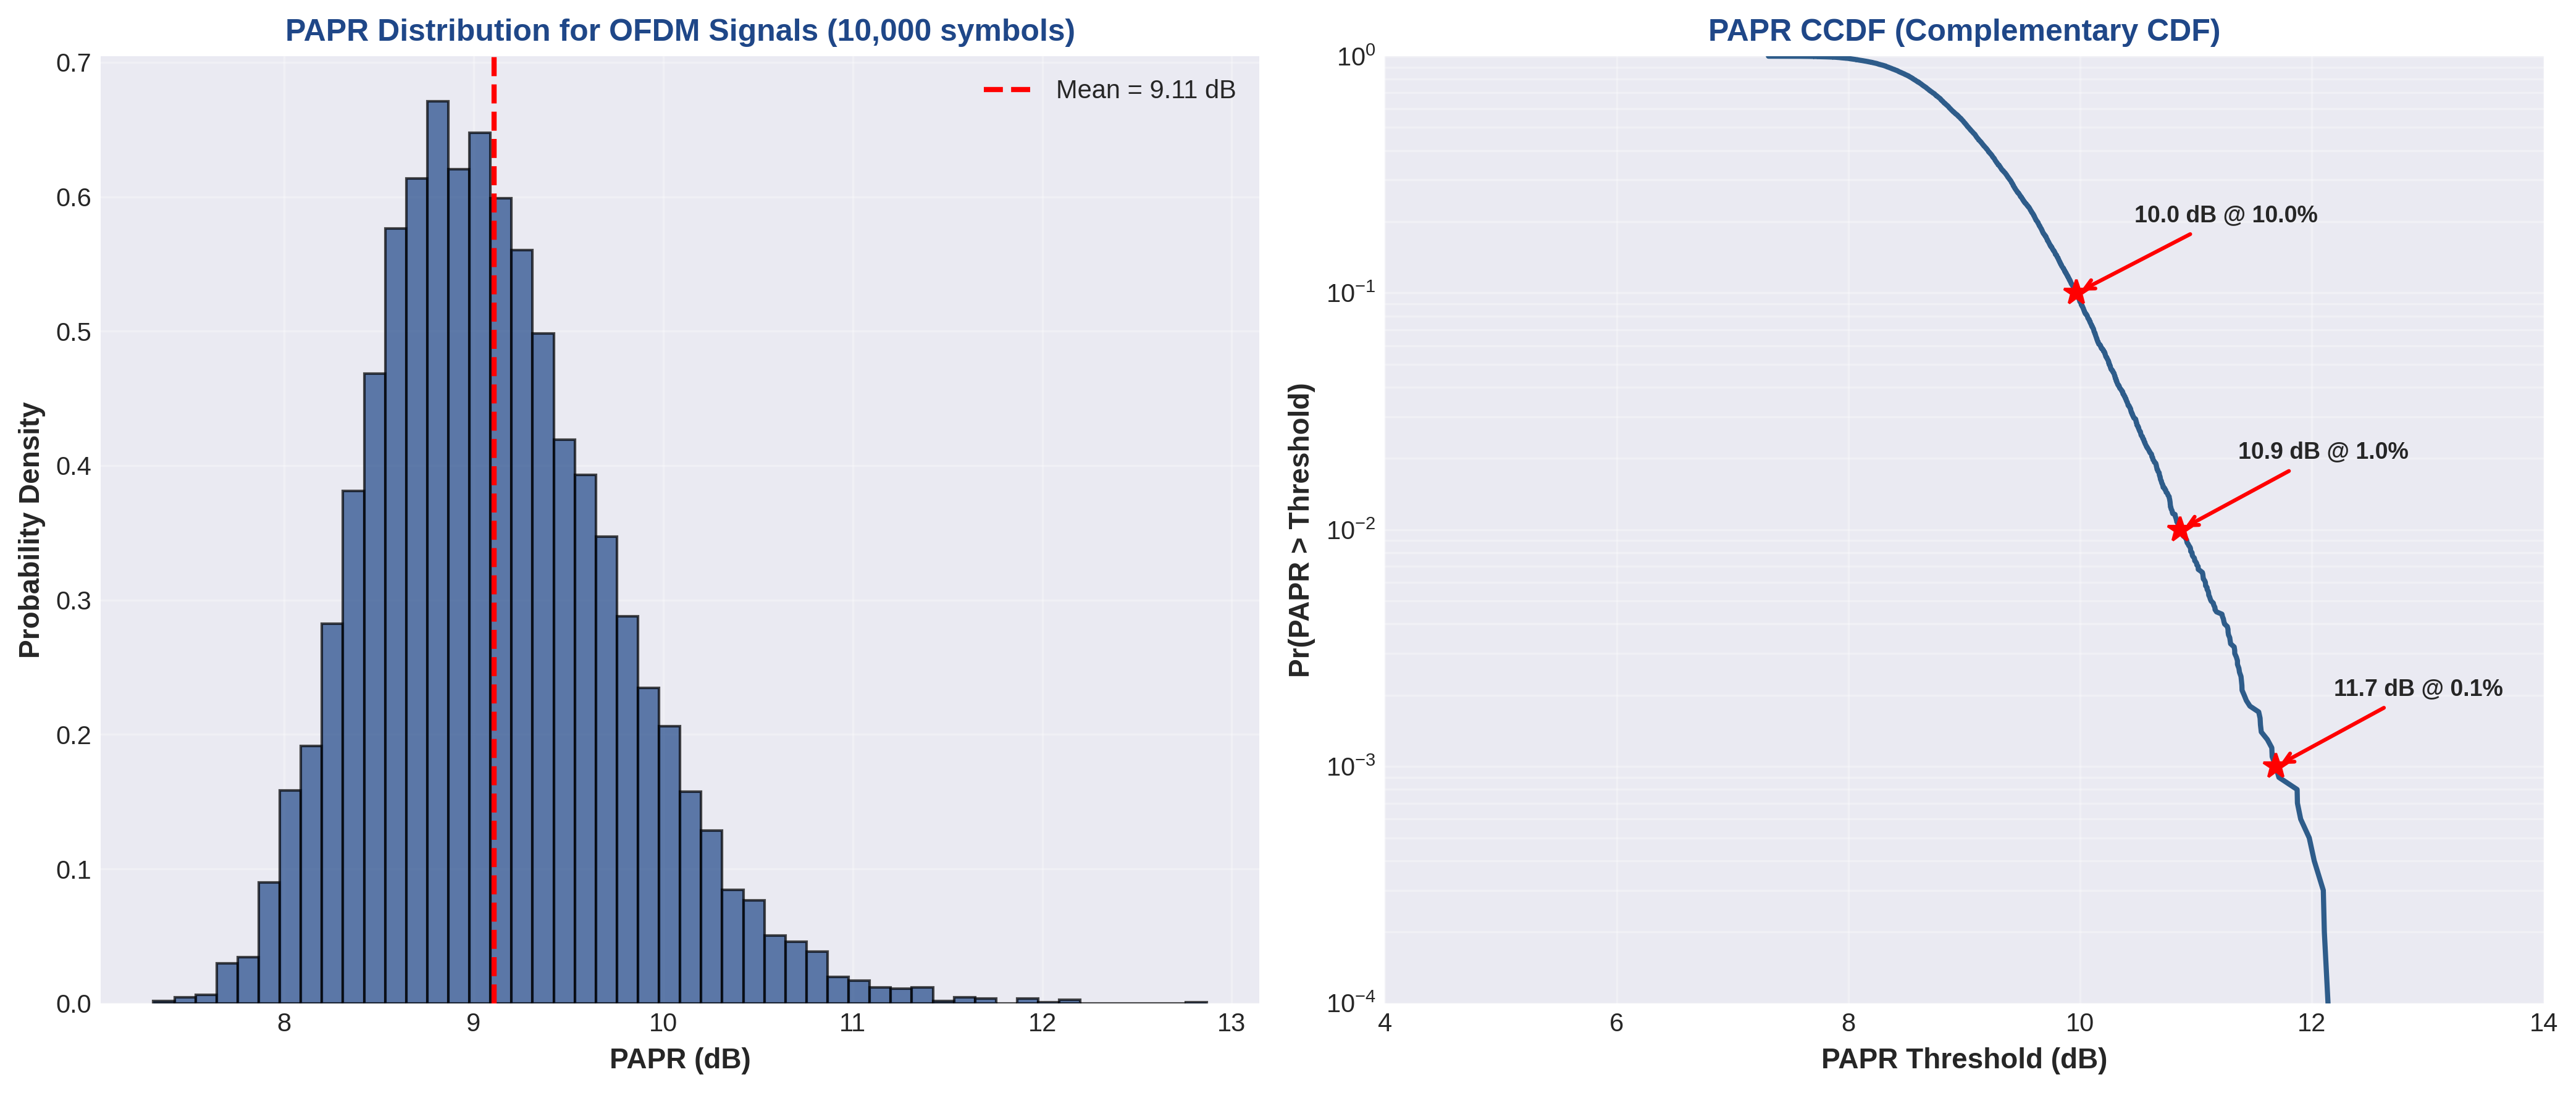 PAPR Distribution for OFDM Signals (10,000 symbols)
Mean = 9.11 dB
Probability Density
0.7
0.6
0.5
0.4
0.3
0.2
0.1
0.0
8 9 10 11 12 13
PAPR (dB)
PAPR CCDF (Complementary CDF)
Pr(PAPR > Threshold)
10⁰
10⁻¹
10⁻²
10⁻³
10⁻⁴
10.0 dB @ 10.0%
10.9 dB @ 1.0%
11.7 dB @ 0.1%
4 6 8 10 12 14
PAPR Threshold (dB)